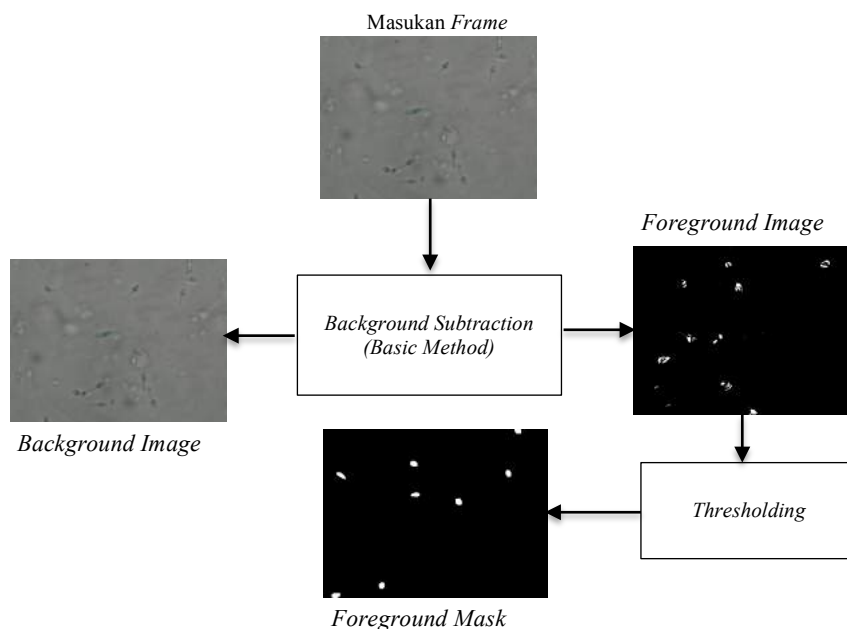 Masukan Frame
Foreground Image
Background Subtraction
(Basic Method)
Background Image
Thresholding
Foreground Mask